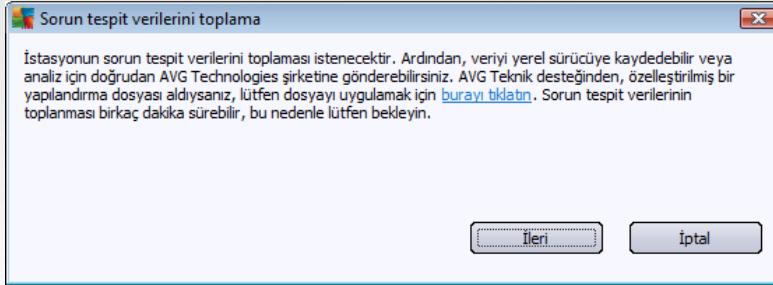 Sorun tespit verilerini toplama
İstasyonun sorun tespit verilerini toplaması istenecektir. Ardından, veriyi yerel sürücüye kaydedebilir veya
analiz için doğrudan AVG Technologies şirketine gönderebilirsiniz. AVG Teknik desteğinden, özelleştirilmiş bir
yapılandırma dosyası aldıysanız, lütfen dosyayı uygulamak için burayı tıklatın. Sorun tespit verilerinin
toplanması birkaç dakika sürebilir, bu nedenle lütfen bekleyin.
İleri
İptal